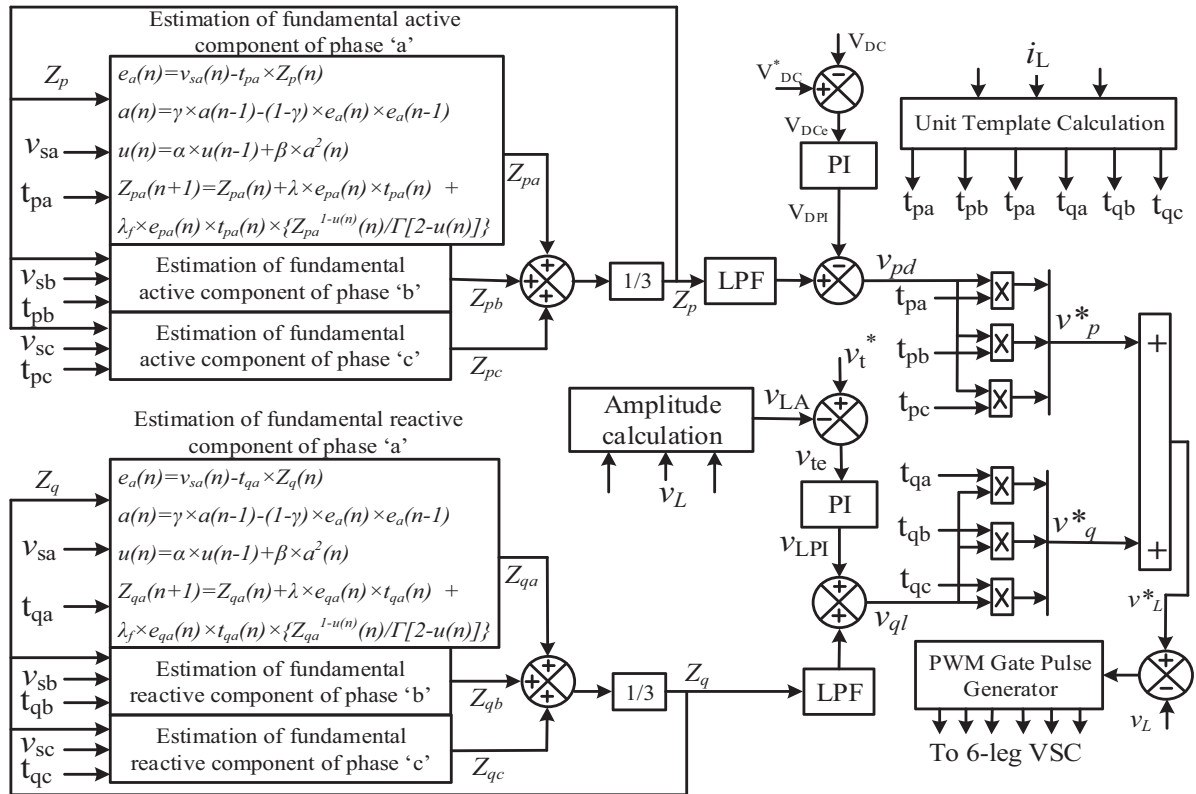 Estimation of fundamental active
component of phase ‘a’
Z_p
v_sa
t_pa
e_a(n)=v_sa(n)-t_pa×Z_p(n)
a(n)=γ×a(n-1)-(1-γ)×e_a(n)×e_a(n-1)
u(n)=α×u(n-1)+β×a^2(n)
Z_pa(n+1)=Z_pa(n)+λ×e_pa(n)×t_pa(n) +
λ_f×e_pa(n)×t_pa(n)×{Z_pa^1-u(n)(n)/Γ[2-u(n)]}
v_sb
t_pb
Estimation of fundamental
active component of phase ‘b’
v_sc
t_pc
Estimation of fundamental
active component of phase ‘c’
Z_pa
Z_pb
Z_pc
+
+
+
1/3
Z_p
LPF
V_DC
V*_DC
+
-
V_DCe
PI
V_DPI
+
-
v_pd
i_L
Unit Template Calculation
t_pa
t_pb
t_pa
t_qa
t_qb
t_qc
t_pa
t_pb
t_pc
X
X
X
v*_p
+
+
Amplitude
calculation
v_L
v_LA
v_t*
+
-
v_te
PI
v_LPI
+
+
v_ql
t_qa
t_qb
t_qc
X
X
X
v*_q
v*_L
+
-
v_L
PWM Gate Pulse
Generator
To 6-leg VSC
Estimation of fundamental reactive
component of phase ‘a’
Z_q
v_sa
t_qa
e_a(n)=v_sa(n)-t_qa×Z_q(n)
a(n)=γ×a(n-1)-(1-γ)×e_a(n)×e_a(n-1)
u(n)=α×u(n-1)+β×a^2(n)
Z_qa(n+1)=Z_qa(n)+λ×e_qa(n)×t_qa(n) +
λ_f×e_qa(n)×t_qa(n)×{Z_qa^1-u(n)(n)/Γ[2-u(n)]}
v_sb
t_qb
Estimation of fundamental
reactive component of phase ‘b’
v_sc
t_qc
Estimation of fundamental
reactive component of phase ‘c’
Z_qa
Z_qb
Z_qc
+
+
+
1/3
Z_q
LPF